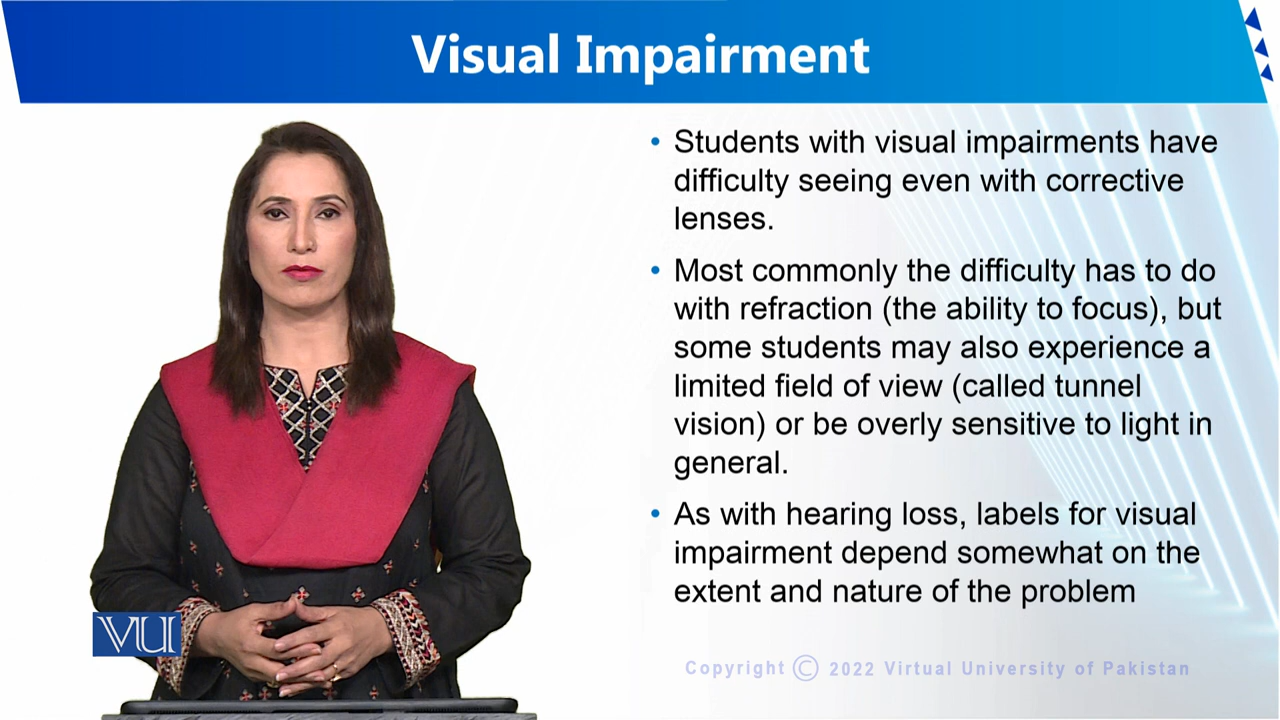 Visual Impairment
• Students with visual impairments have
difficulty seeing even with corrective
lenses.
• Most commonly the difficulty has to do
with refraction (the ability to focus), but
some students may also experience a
limited field of view (called tunnel
vision) or be overly sensitive to light in
general.
• As with hearing loss, labels for visual
impairment depend somewhat on the
extent and nature of the problem
VU
Copyright © 2022 Virtual University of Pakistan